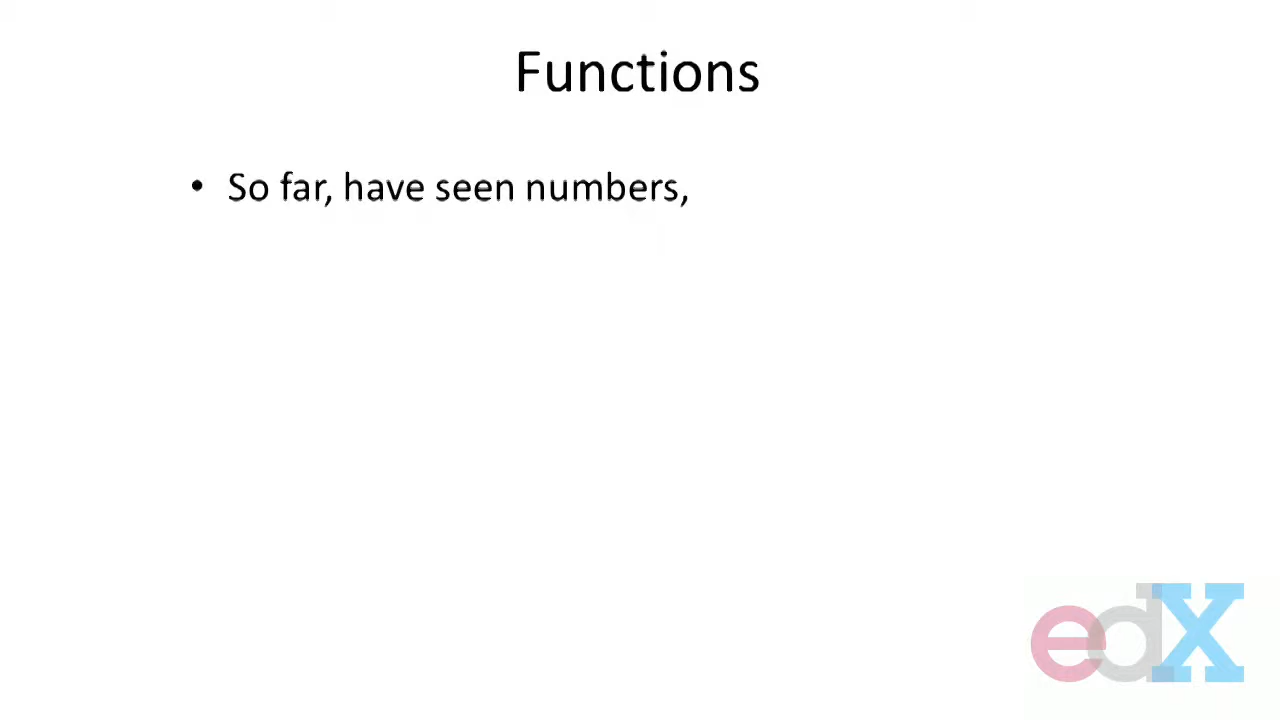 Functions
• So far, have seen numbers,
edX